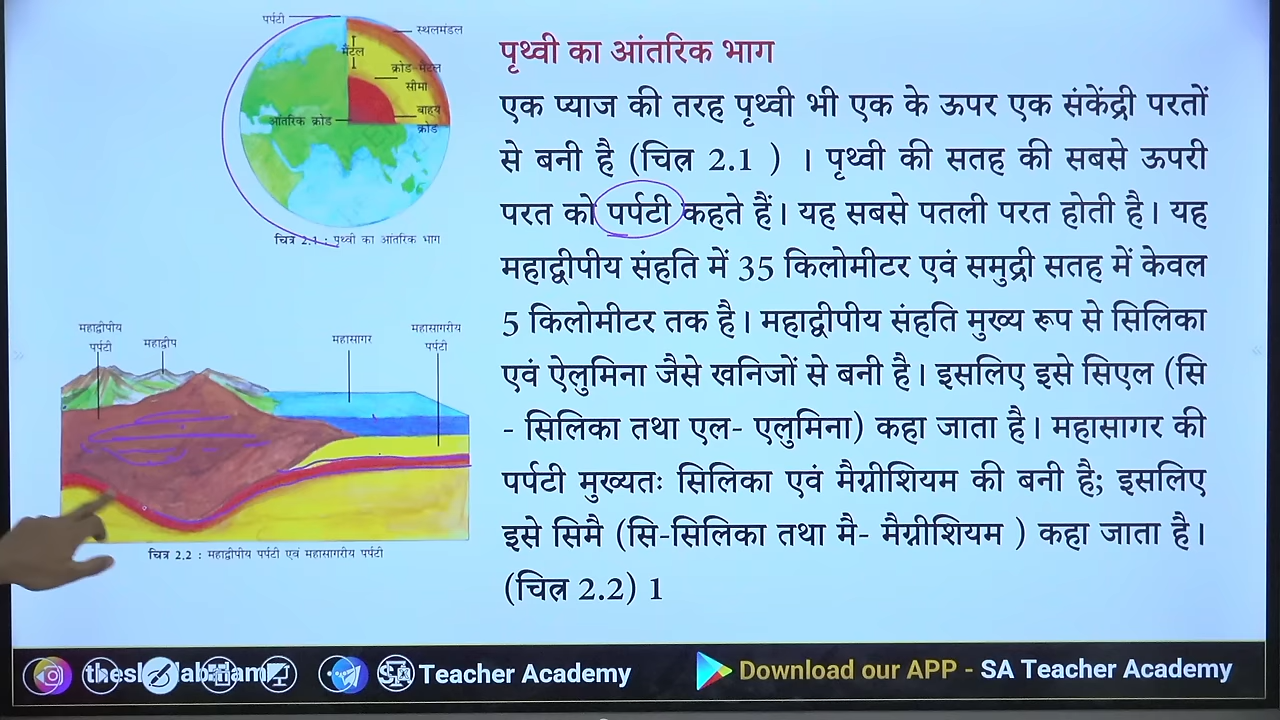 पर्पटी
स्थलमंडल
मैंटल
क्रोड-मैंटल
सीमा
बाह्य
क्रोड
आंतरिक क्रोड
चित्र 2.1 : पृथ्वी का आंतरिक भाग
महाद्वीपीय
पर्पटी
महाद्वीप
महासागर
महासागरीय
पर्पटी
चित्र 2.2 : महाद्वीपीय पर्पटी एवं महासागरीय पर्पटी
पृथ्वी का आंतरिक भाग
एक प्याज की तरह पृथ्वी भी एक के ऊपर एक संकेंद्री परतों
से बनी है (चित्र 2.1 ) । पृथ्वी की सतह की सबसे ऊपरी
परत को पर्पटी कहते हैं। यह सबसे पतली परत होती है। यह
महाद्वीपीय संहति में 35 किलोमीटर एवं समुद्री सतह में केवल
5 किलोमीटर तक है। महाद्वीपीय संहति मुख्य रूप से सिलिका
एवं ऐलुमिना जैसे खनिजों से बनी है। इसलिए इसे सिएल (सि
- सिलिका तथा एल- एलुमिना) कहा जाता है। महासागर की
पर्पटी मुख्यतः सिलिका एवं मैग्नीशियम की बनी है; इसलिए
इसे सिमै (सि-सिलिका तथा मै- मैग्नीशियम ) कहा जाता है।
(चित्र 2.2) 1
Teacher Academy
Download our APP - SA Teacher Academy